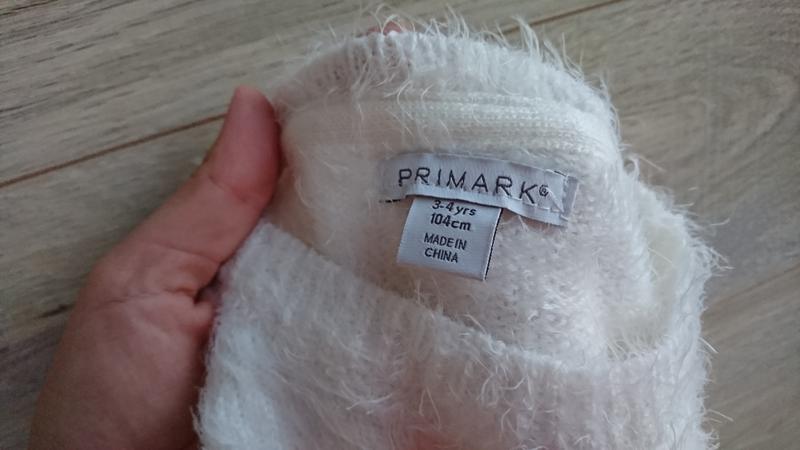 PRIMARK®
3-4 yrs
104cm
MADE IN
CHINA